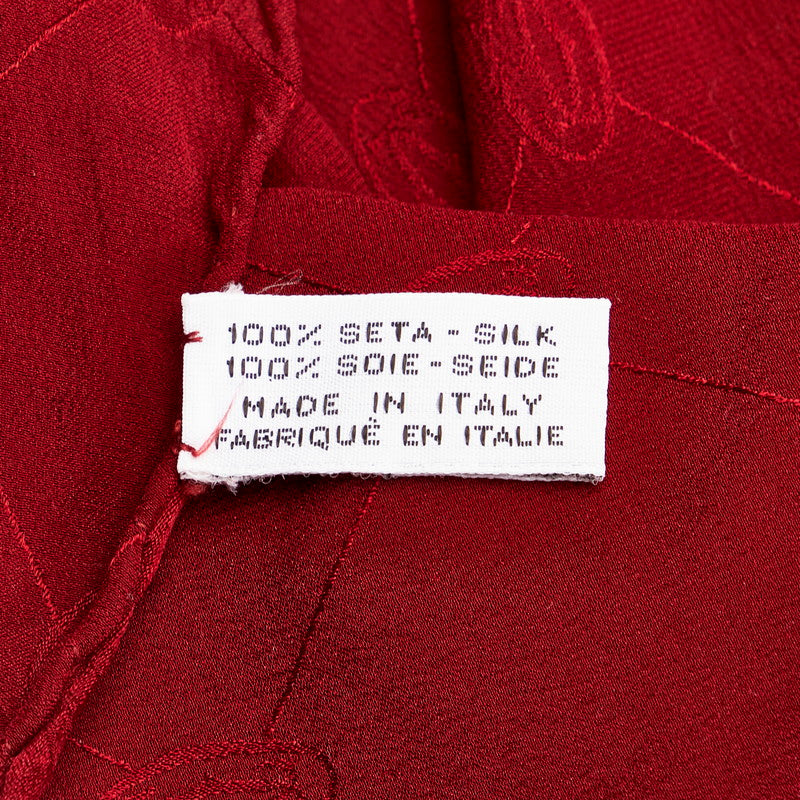 100% SETA - SILK
100% SOIE - SEIDE
MADE IN ITALY
FABRIQUÉ EN ITALIE